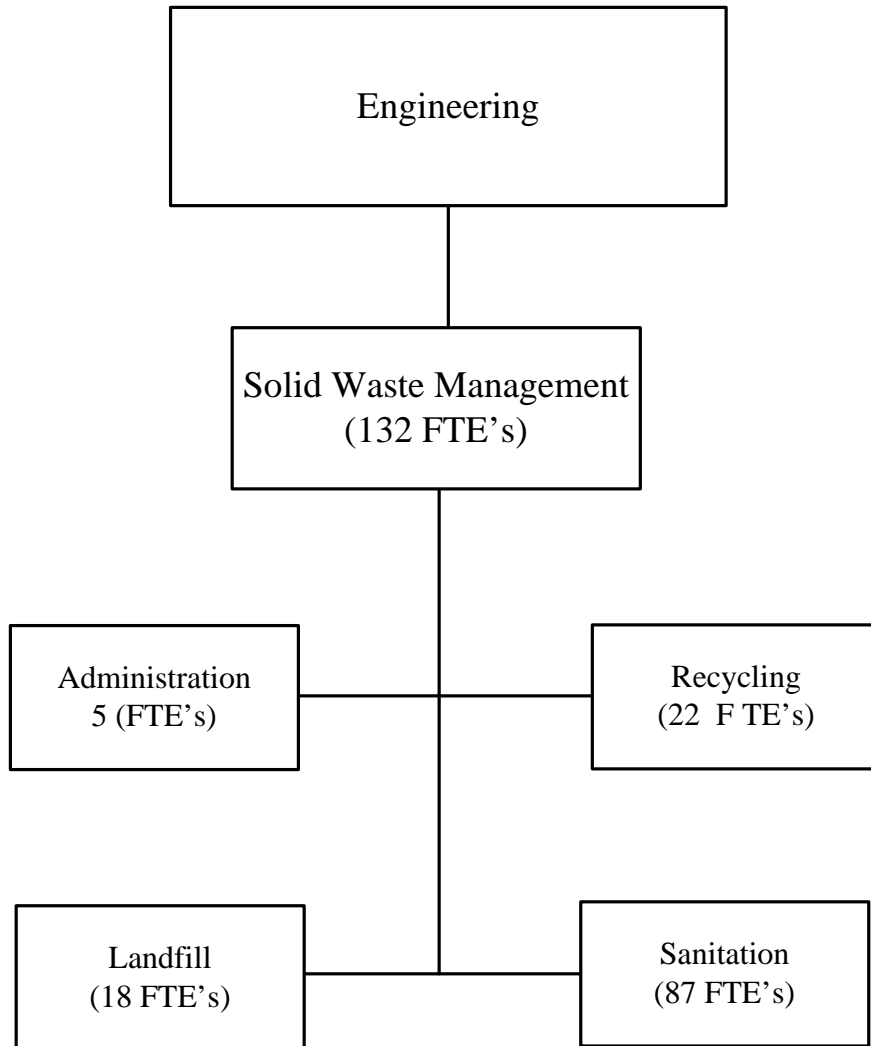 Engineering
Solid Waste Management
(132 FTE’s)
Administration
5 (FTE’s)
Recycling
(22  F TE’s)
Landfill
(18 FTE’s)
Sanitation
(87 FTE’s)